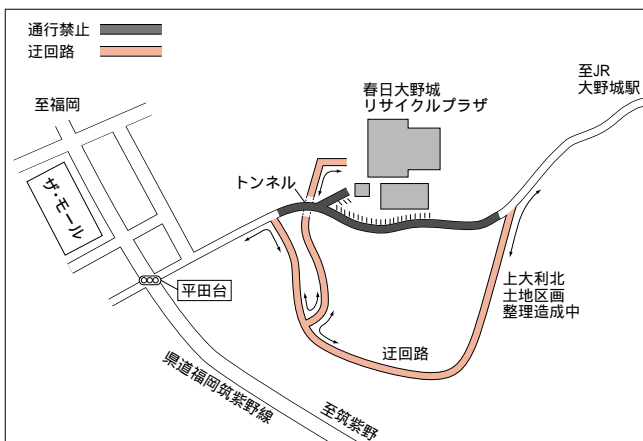 通行禁止
迂回路
至福岡
ザ・モール
トンネル
春日大野城
リサイクルプラザ
至JR
大野城駅
平田台
上大利北
土地区画
整理造成中
迂回路
県道福岡筑紫野線
至筑紫野